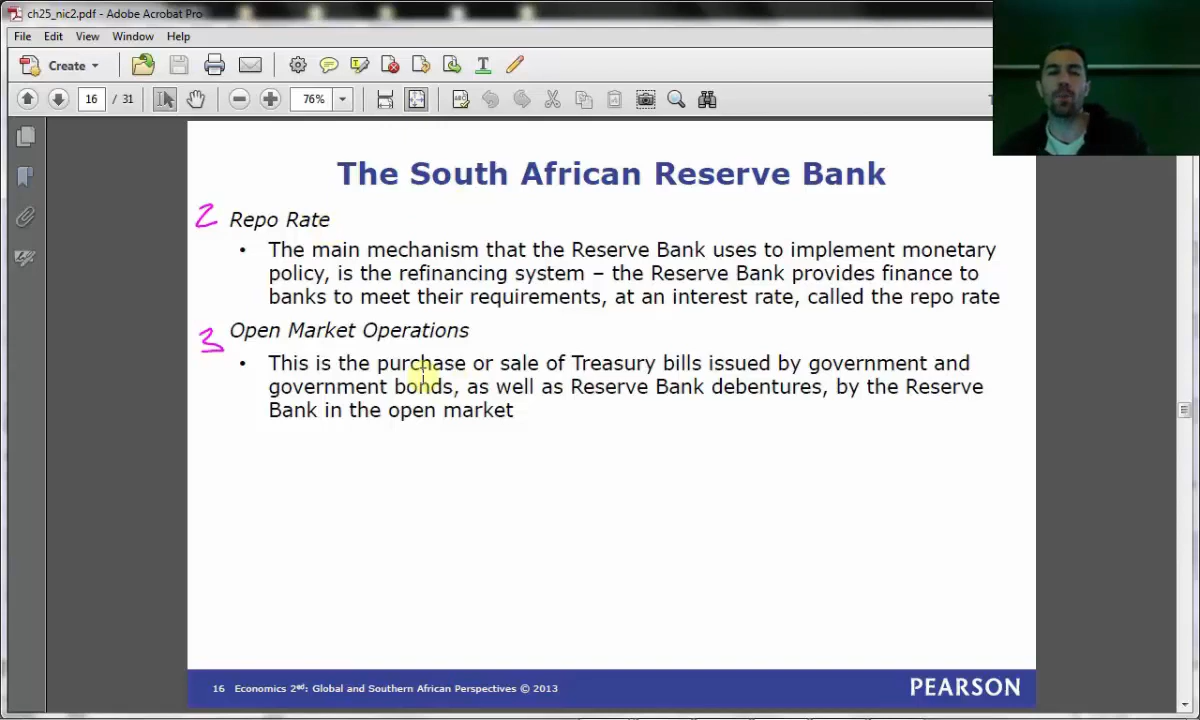 ch25_nic2.pdf - Adobe Acrobat Pro
File Edit View Window Help
Create
16 / 31 76%
The South African Reserve Bank
2 Repo Rate
• The main mechanism that the Reserve Bank uses to implement monetary
policy, is the refinancing system – the Reserve Bank provides finance to
banks to meet their requirements, at an interest rate, called the repo rate
3 Open Market Operations
• This is the purchase or sale of Treasury bills issued by government and
government bonds, as well as Reserve Bank debentures, by the Reserve
Bank in the open market
16 Economics 2ed: Global and Southern African Perspectives © 2013
PEARSON